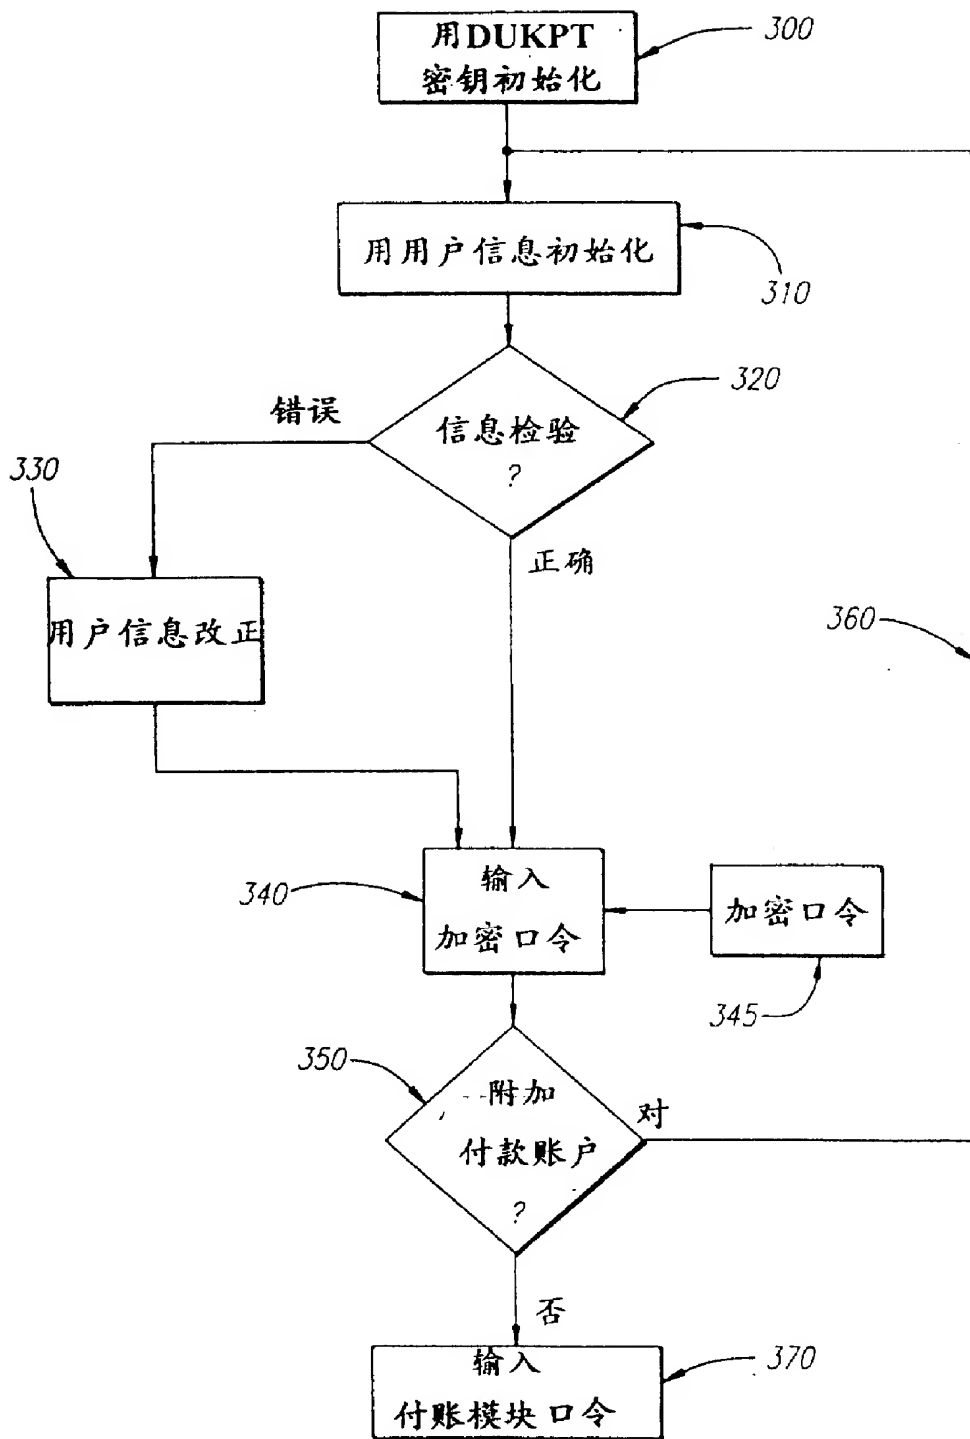 用DUKPT
密钥初始化
300
用用户信息初始化
310
320
错误
信息检验
?
330
正确
用户信息改正
360
输入
加密口令
340
加密口令
345
350
附加
付款账户
?
对
否
输入
付账模块口令
370